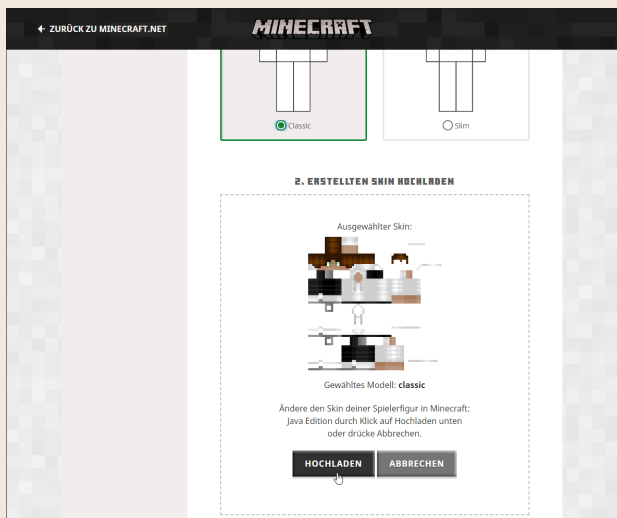 ZURÜCK ZU MINECRAFT.NET
MINECRAFT
Classic
Slim
2. ERSTELLTEN SKIN HOCHLADEN
Ausgewählter Skin:
Gewähltes Modell: classic
Ändere den Skin deiner Spielerfigur in Minecraft:
Java Edition durch Klick auf Hochladen unten
oder drücke Abbrechen.
HOCHLADEN
ABBRECHEN